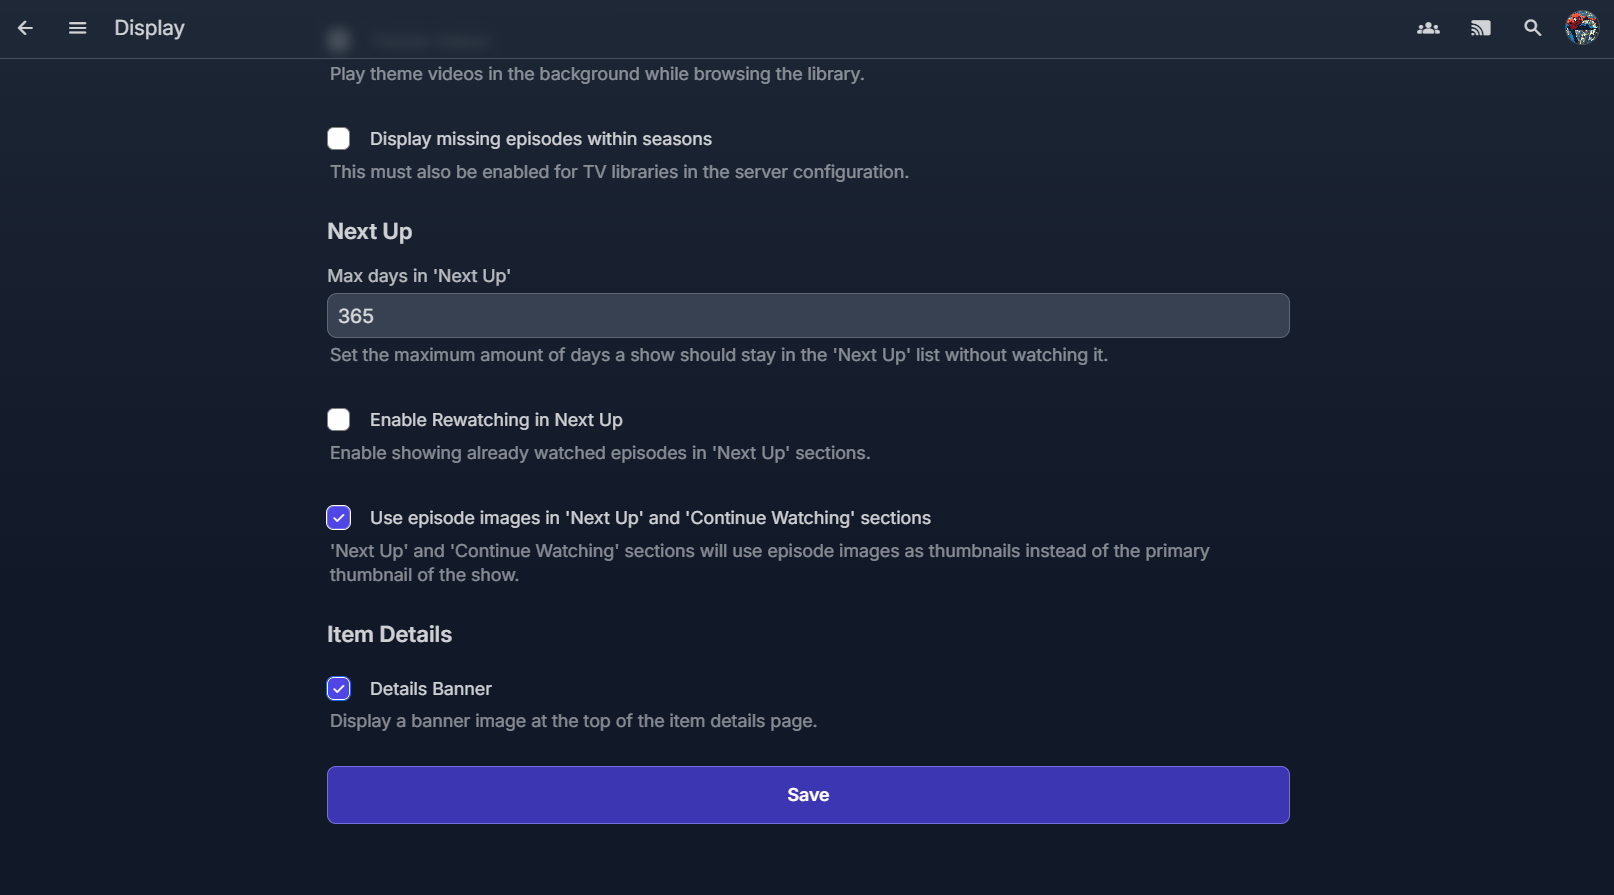 Display
Play theme videos in the background while browsing the library.
Display missing episodes within seasons
This must also be enabled for TV libraries in the server configuration.
Next Up
Max days in 'Next Up'
365
Set the maximum amount of days a show should stay in the 'Next Up' list without watching it.
Enable Rewatching in Next Up
Enable showing already watched episodes in 'Next Up' sections.
Use episode images in 'Next Up' and 'Continue Watching' sections
'Next Up' and 'Continue Watching' sections will use episode images as thumbnails instead of the primary
thumbnail of the show.
Item Details
Details Banner
Display a banner image at the top of the item details page.
Save